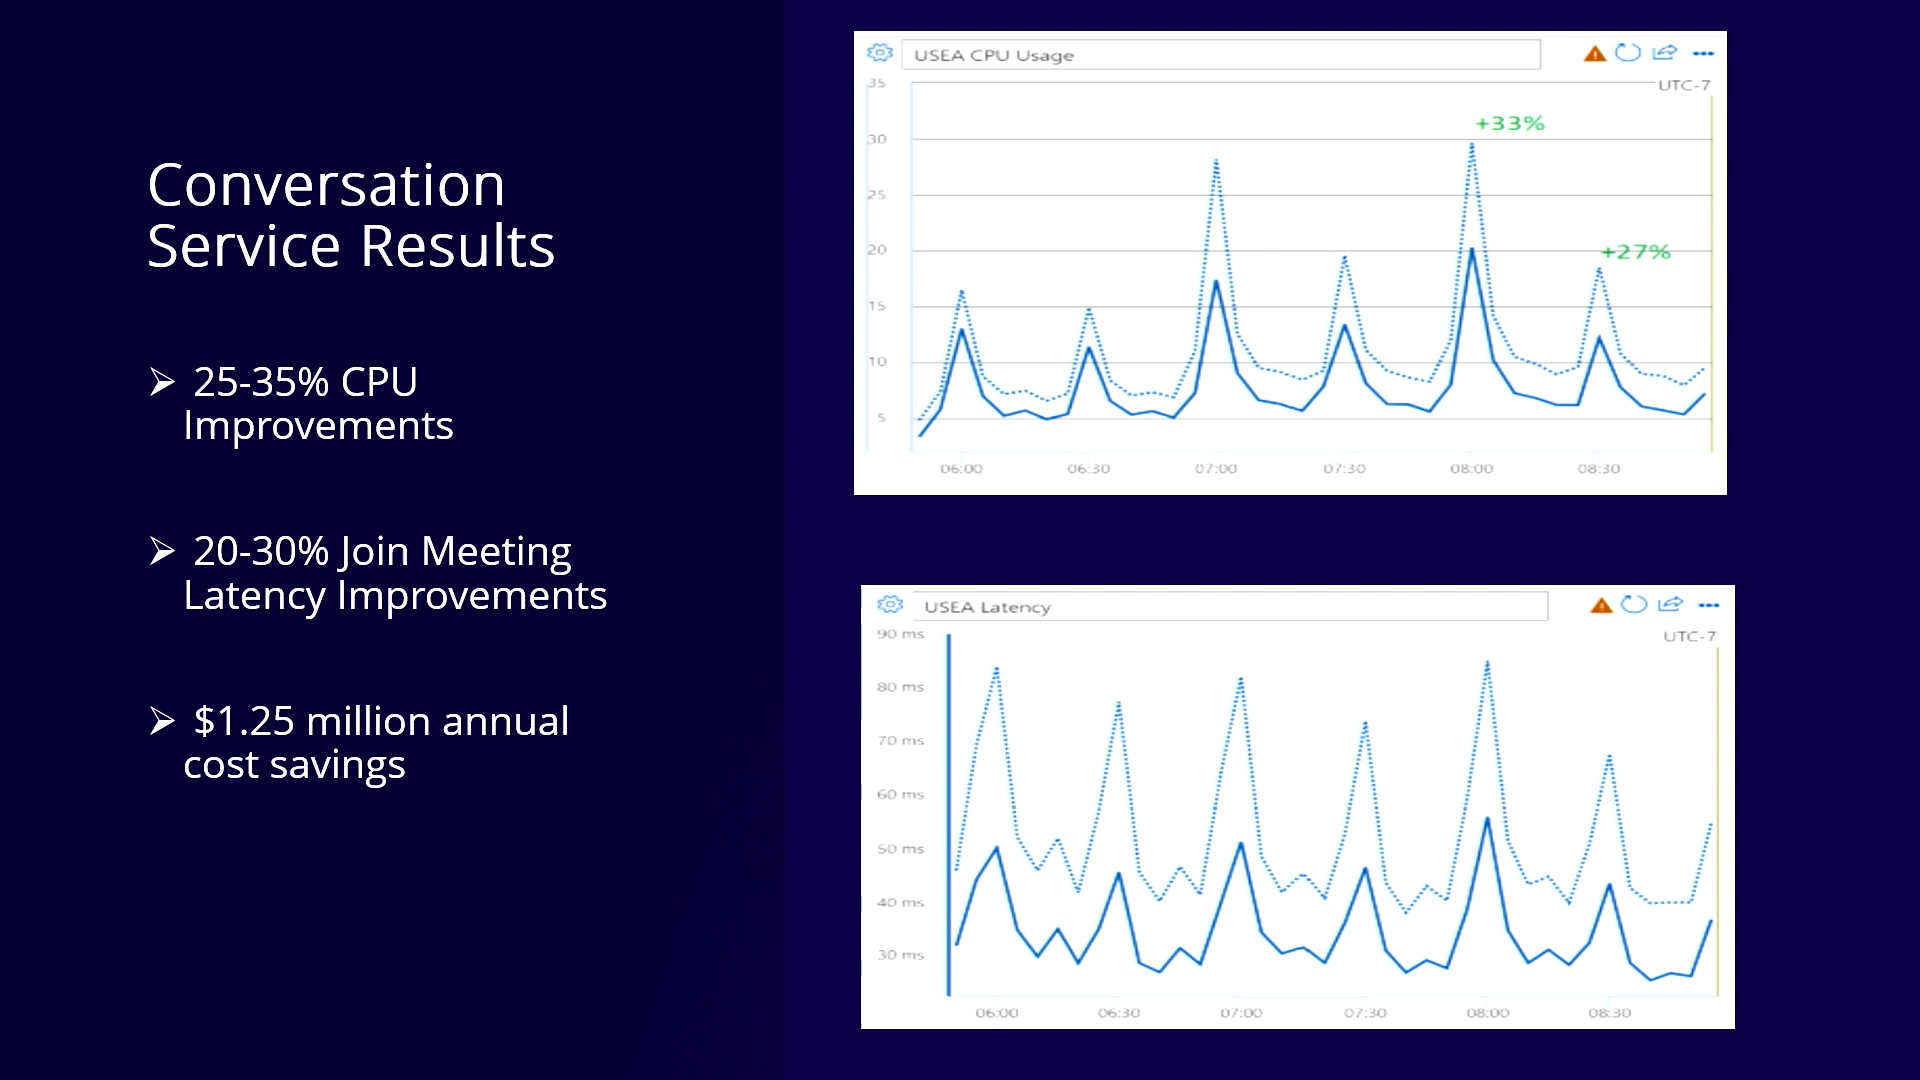 Conversation
Service Results
➢ 25-35% CPU
Improvements
➢ 20-30% Join Meeting
Latency Improvements
➢ $1.25 million annual
cost savings
USEA CPU Usage
UTC-7
35
30
25
20
15
10
5
+33%
+27%
06:00 06:30 07:00 07:30 08:00 08:30
USEA Latency
UTC-7
90 ms
80 ms
70 ms
60 ms
50 ms
40 ms
30 ms
06:00 06:30 07:00 07:30 08:00 08:30